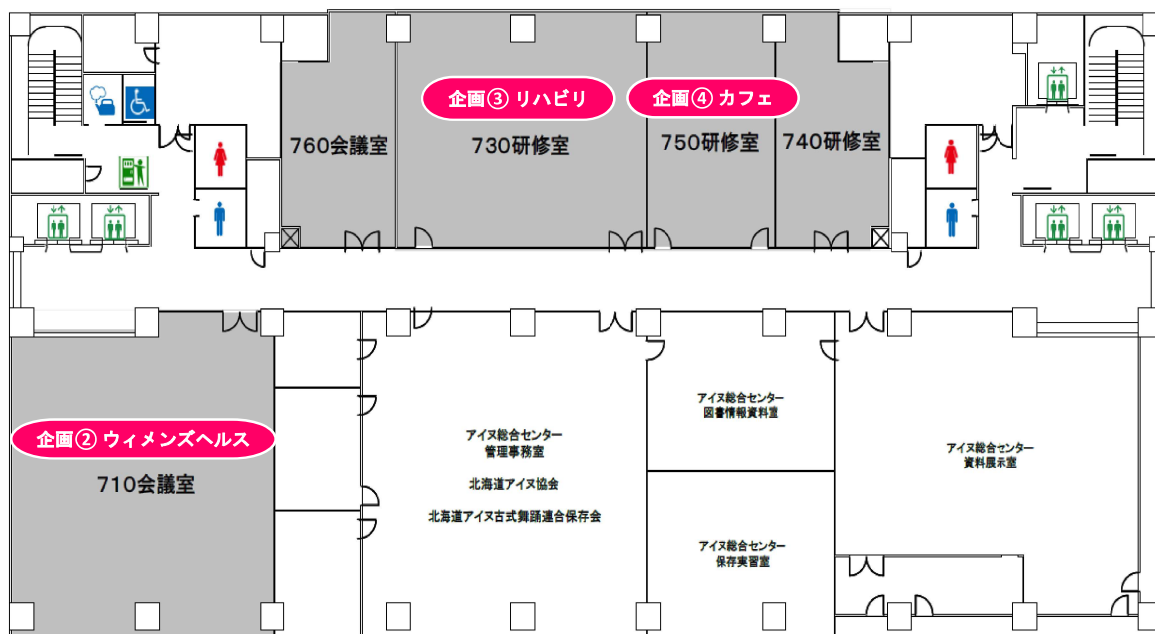 企画③ リハビリ
企画④ カフェ
760会議室
730研修室
750研修室
740研修室
企画② ウィメンズヘルス
710会議室
アイヌ総合センター
管理事務室
北海道アイヌ協会
北海道アイヌ古式舞踊連合保存会
アイヌ総合センター
図書情報資料室
アイヌ総合センター
保存実習室
アイヌ総合センター
資料展示室